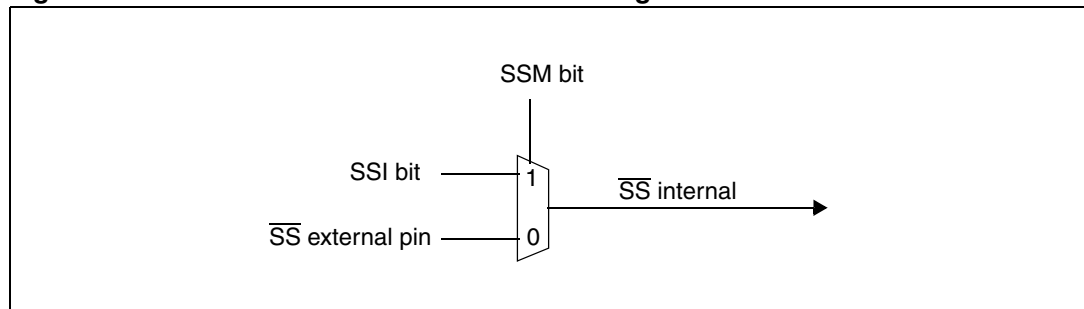 SSM bit
SSI bit
1
SS internal
SS external pin
0